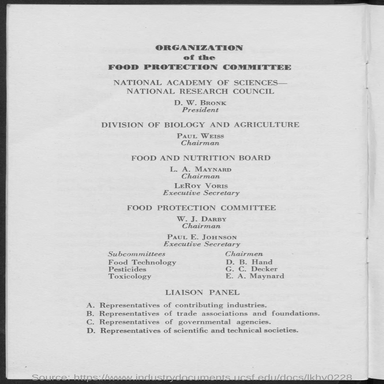 ORGANIZATION
of the
FOOD PROTECTION COMMITTEE
NATIONAL ACADEMY OF SCIENCES—
NATIONAL RESEARCH COUNCIL
D. W. BRONK
President
DIVISION OF BIOLOGY AND AGRICULTURE
PAUL WEISS
Chairman
FOOD AND NUTRITION BOARD
L. A. MAYNARD
Chairman
LEROY VORIS
Executive Secretary
FOOD PROTECTION COMMITTEE
W. J. DARBY
Chairman
PAUL E. JOHNSON
Executive Secretary
Subcommittees Chairmen
Food Technology D. B. Hand
Pesticides G. C. Decker
Toxicology E. A. Maynard
LIAISON PANEL
A. Representatives of contributing industries.
B. Representatives of trade associations and foundations.
C. Representatives of governmental agencies.
D. Representatives of scientific and technical societies.
Source: https://www.industrydocuments.ucsf.edu/docs/lkhy0228